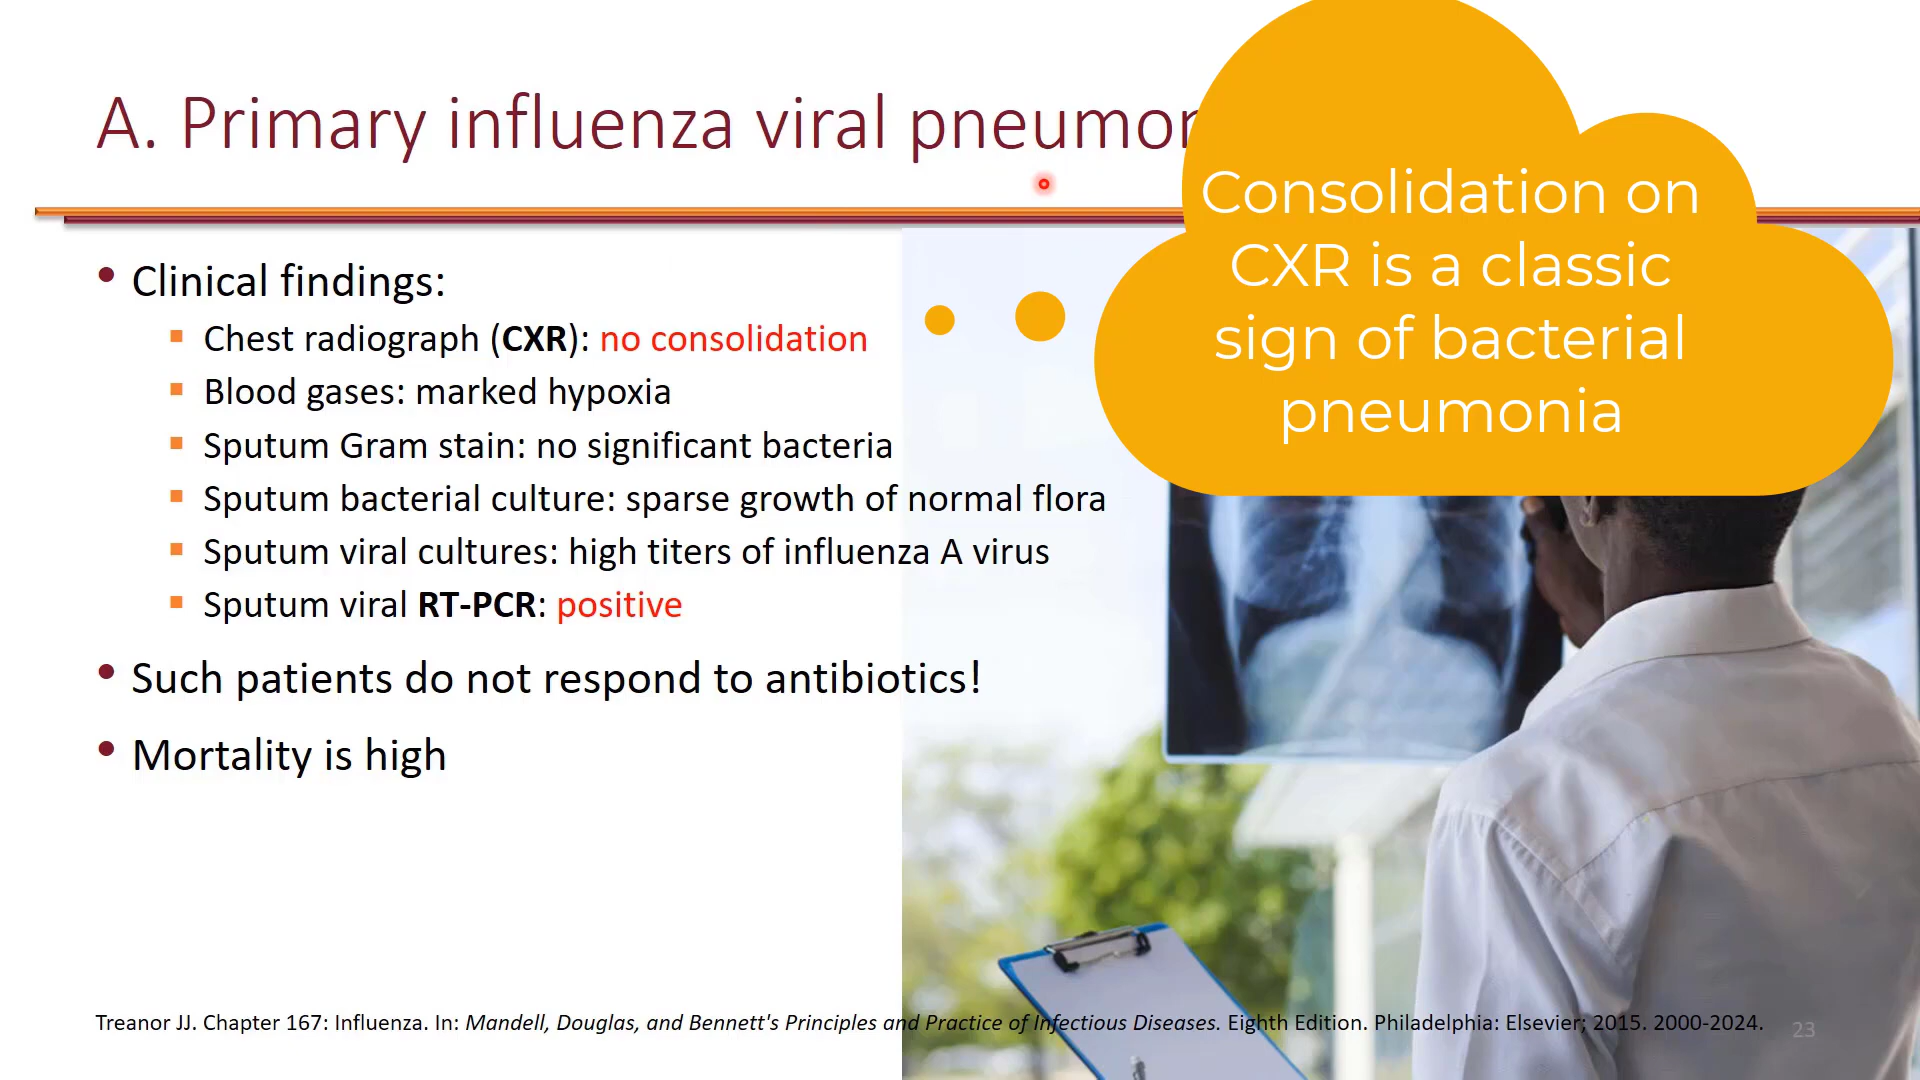 A. Primary influenza viral
Consolidation on
CXR is a classic
sign of bacterial
pneumonia
• Clinical findings:
▪ Chest radiograph (CXR): no consolidation
▪ Blood gases: marked hypoxia
▪ Sputum Gram stain: no significant bacteria
▪ Sputum bacterial culture: sparse growth of normal flora
▪ Sputum viral cultures: high titers of influenza A virus
▪ Sputum viral RT-PCR: positive
• Such patients do not respond to antibiotics!
• Mortality is high
Treanor JJ. Chapter 167: Influenza. In: Mandell, Douglas, and Bennett's Principles and Practice of Infectious Diseases. Eighth Edition. Philadelphia: Elsevier; 2015. 2000-2024.
23